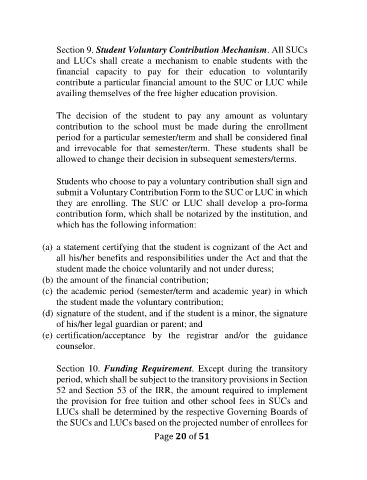 Section 9. Student Voluntary Contribution Mechanism. All SUCs
and LUCs shall create a mechanism to enable students with the
financial capacity to pay for their education to voluntarily
contribute a particular financial amount to the SUC or LUC while
availing themselves of the free higher education provision.
The decision of the student to pay any amount as voluntary
contribution to the school must be made during the enrollment
period for a particular semester/term and shall be considered final
and irrevocable for that semester/term. These students shall be
allowed to change their decision in subsequent semesters/terms.
Students who choose to pay a voluntary contribution shall sign and
submit a Voluntary Contribution Form to the SUC or LUC in which
they are enrolling. The SUC or LUC shall develop a pro-forma
contribution form, which shall be notarized by the institution, and
which has the following information:
(a) a statement certifying that the student is cognizant of the Act and
all his/her benefits and responsibilities under the Act and that the
student made the choice voluntarily and not under duress;
(b) the amount of the financial contribution;
(c) the academic period (semester/term and academic year) in which
the student made the voluntary contribution;
(d) signature of the student, and if the student is a minor, the signature
of his/her legal guardian or parent; and
(e) certification/acceptance by the registrar and/or the guidance
counselor.
Section 10. Funding Requirement. Except during the transitory
period, which shall be subject to the transitory provisions in Section
52 and Section 53 of the IRR, the amount required to implement
the provision for free tuition and other school fees in SUCs and
LUCs shall be determined by the respective Governing Boards of
the SUCs and LUCs based on the projected number of enrollees for
Page 20 of 51